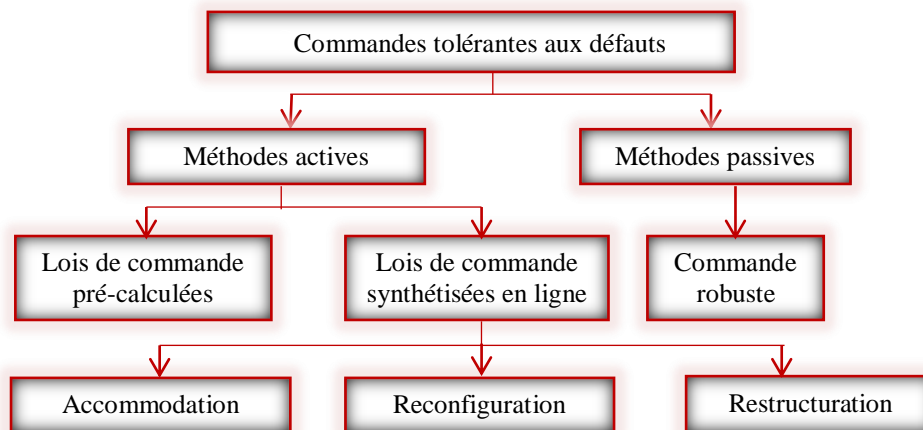 Commandes tolérantes aux défauts
Méthodes actives
Méthodes passives
Lois de commande
pré-calculées
Lois de commande
synthétisées en ligne
Commande
robuste
Accommodation
Reconfiguration
Restructuration